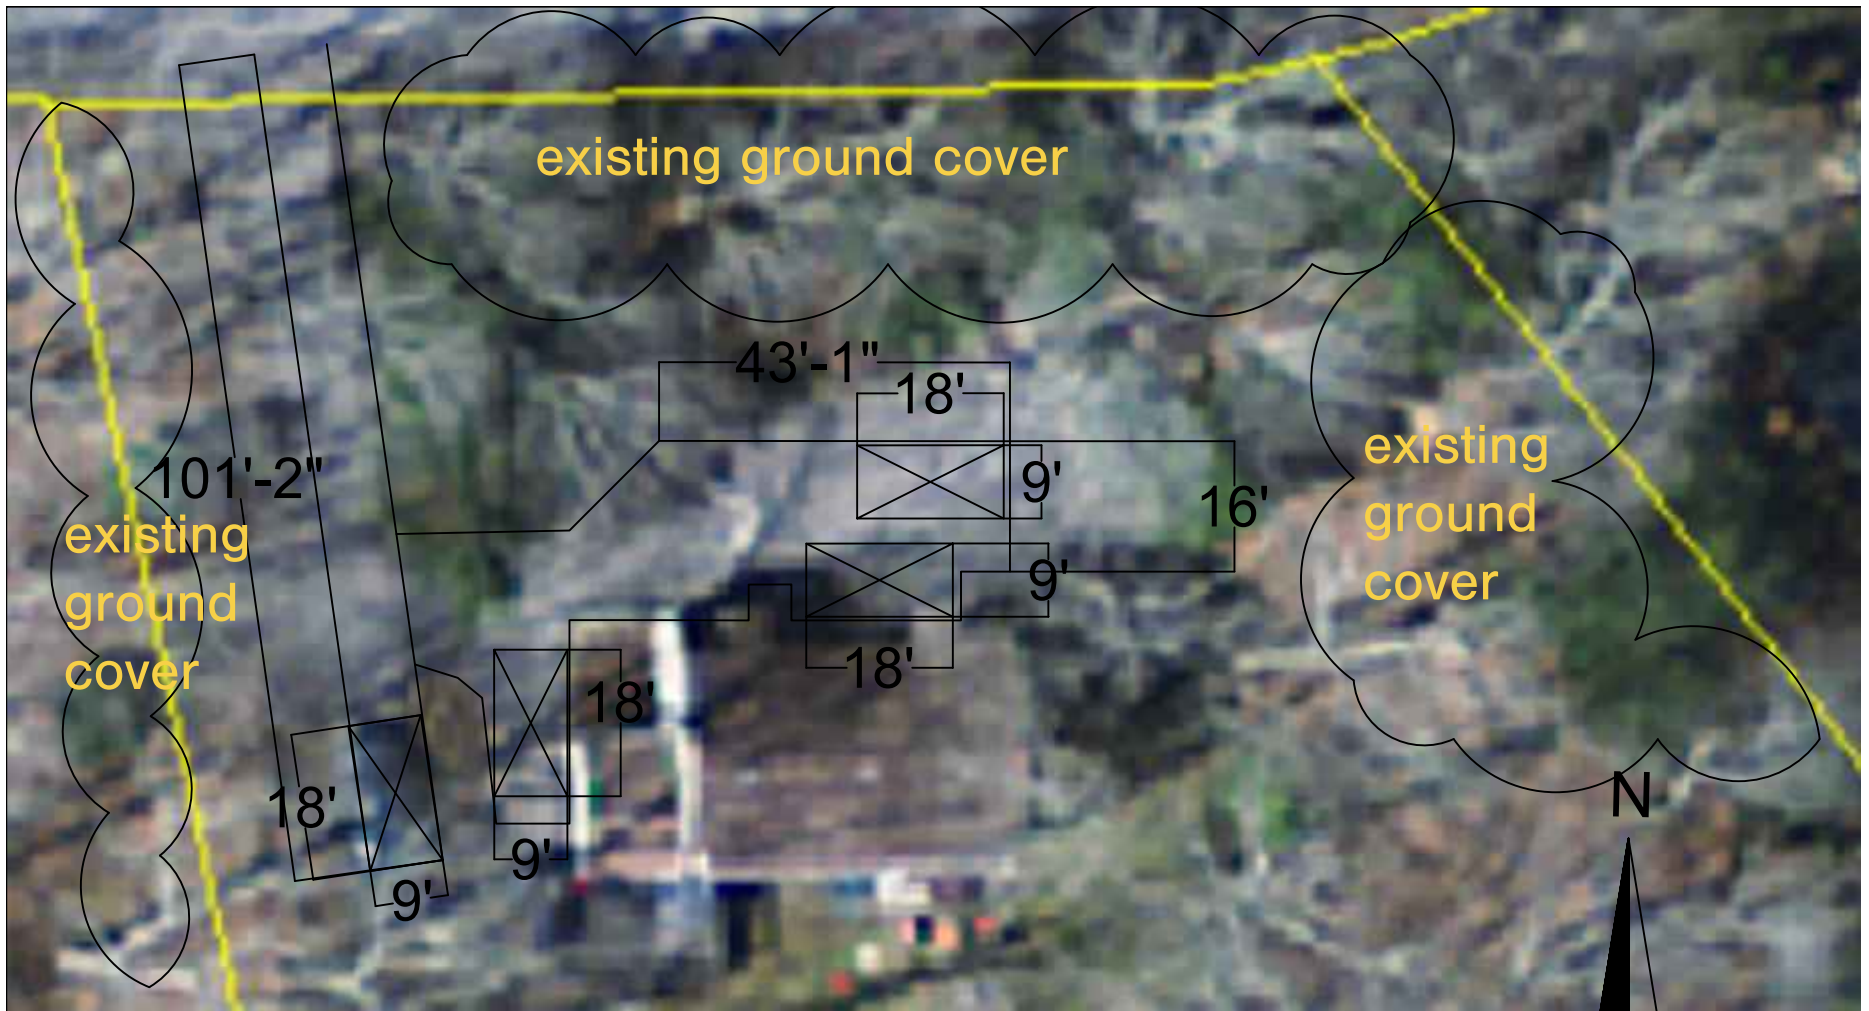 existing ground cover
43'-1"
18'
9'
16'
101'-2"
existing
ground
cover
existing
ground
cover
9'
18'
18'
18'
9'
9'
N